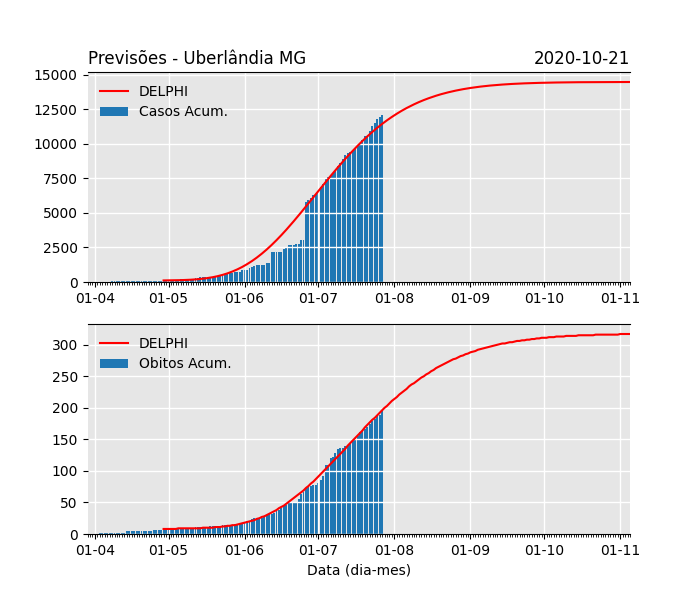 Previsões - Uberlândia MG 2020-10-21
15000
12500
10000
7500
5000
2500
0
DELPHI
Casos Acum.
01-04 01-05 01-06 01-07 01-08 01-09 01-10 01-11
300
250
200
150
100
50
0
DELPHI
Obitos Acum.
01-04 01-05 01-06 01-07 01-08 01-09 01-10 01-11
Data (dia-mes)